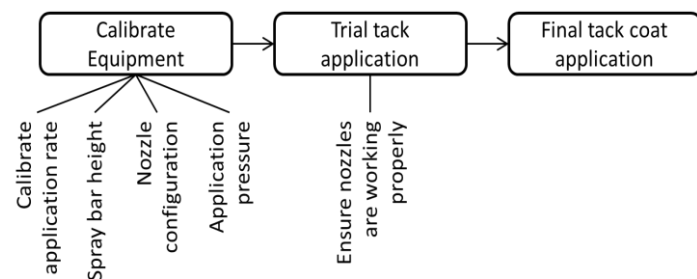 Calibrate
Equipment
Trial tack
application
Final tack coat
application
Calibrate
application rate
Spray bar height
Nozzle
configuration
Application
pressure
Ensure nozzles
are working
properly